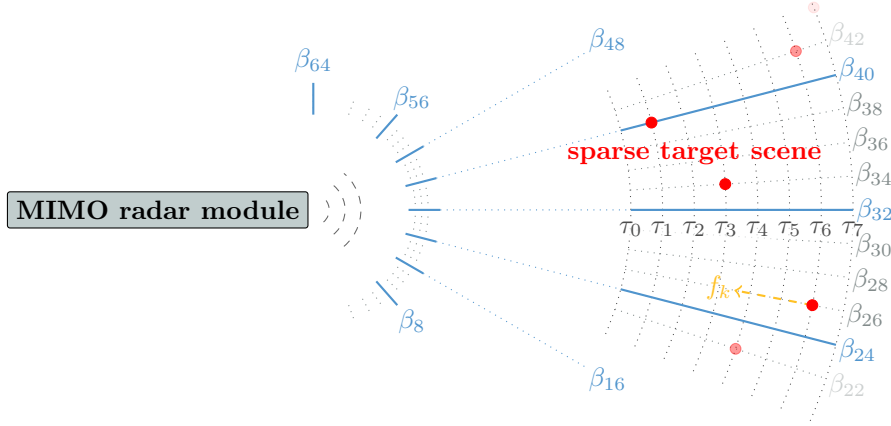 β₄₂
β₄₈
β₆₄
β₄₀
β₅₆
β₃₈
β₃₆
sparse target scene
β₃₄
MIMO radar module
β₃₂
τ₀ τ₁ τ₂ τ₃ τ₄ τ₅ τ₆ τ₇
β₃₀
β₂₈
fₖ
β₂₆
β₈
β₂₄
β₁₆
β₂₂